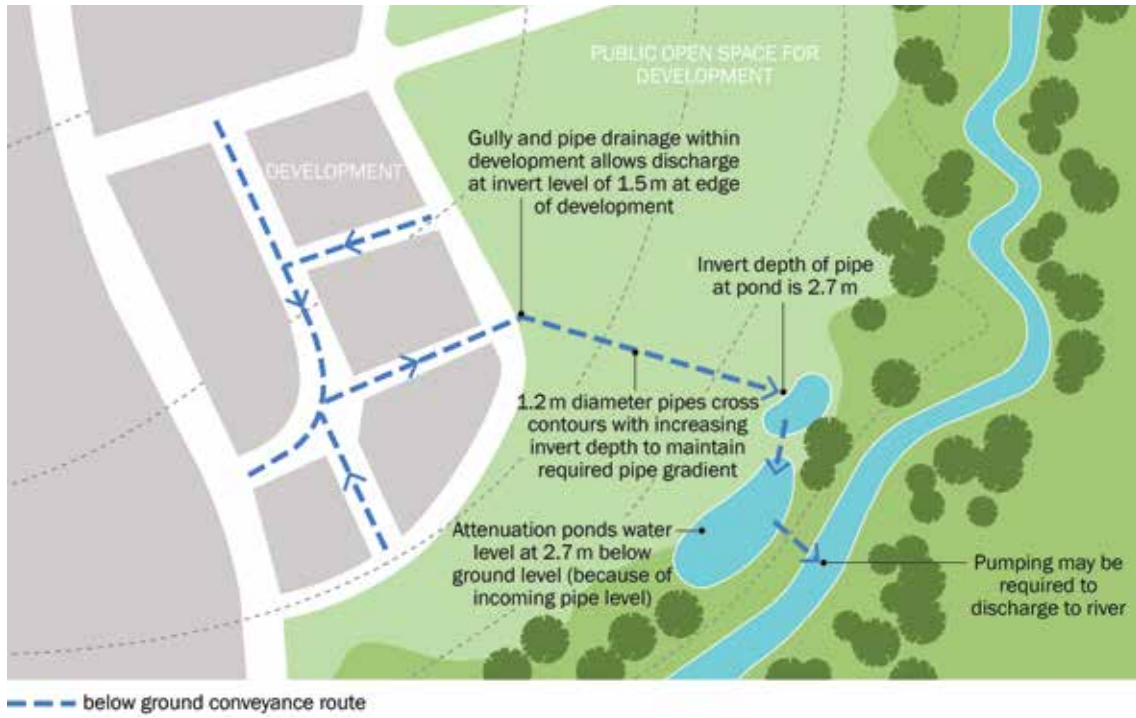 PUBLIC OPEN SPACE FOR
DEVELOPMENT
Gully and pipe drainage within
development allows discharge
at invert level of 1.5 m at edge
of development
DEVELOPMENT
Invert depth of pipe
at pond is 2.7 m
1.2 m diameter pipes cross
contours with increasing
invert depth to maintain
required pipe gradient
Attenuation ponds water
level at 2.7 m below
ground level (because of
incoming pipe level)
Pumping may be
required to
discharge to river
below ground conveyance route